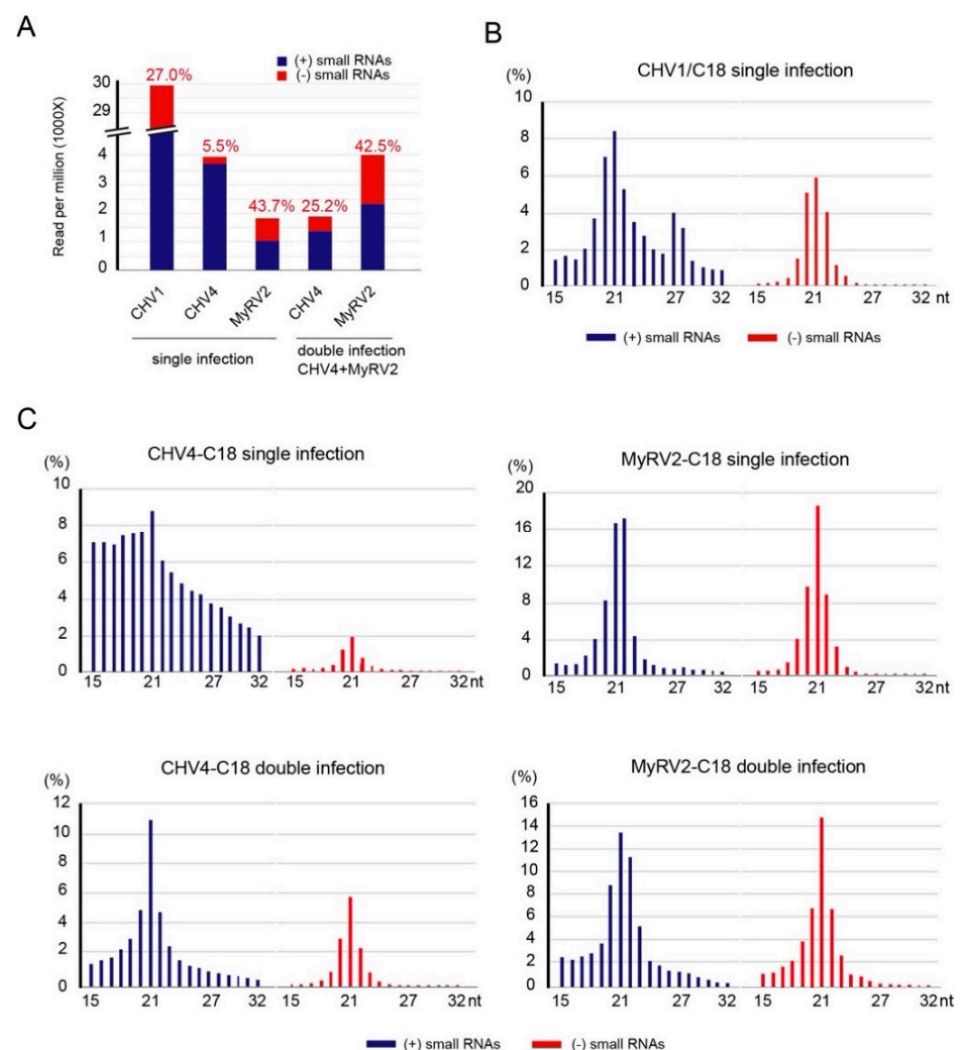 A
(+) small RNAs
(-) small RNAs
Read per million (1000X)
30
29
4
3
2
1
0
27.0%
5.5%
43.7%
25.2%
42.5%
CHV1
CHV4
MyRV2
CHV4
MyRV2
single infection
double infection
CHV4+MyRV2
B
CHV1/C18 single infection
(%)
10
8
6
4
2
0
15 21 27 32 15 21 27 32 nt
(+) small RNAs (-) small RNAs
C
CHV4-C18 single infection
(%)
10
8
6
4
2
0
15 21 27 32 15 21 27 32nt
MyRV2-C18 single infection
(%)
20
16
12
8
4
0
15 21 27 32 15 21 27 32nt
CHV4-C18 double infection
(%)
12
10
8
6
4
2
0
15 21 27 32 15 21 27 32nt
MyRV2-C18 double infection
(%)
16
14
12
10
8
6
4
2
0
15 21 27 32 15 21 27 32nt
(+) small RNAs (-) small RNAs